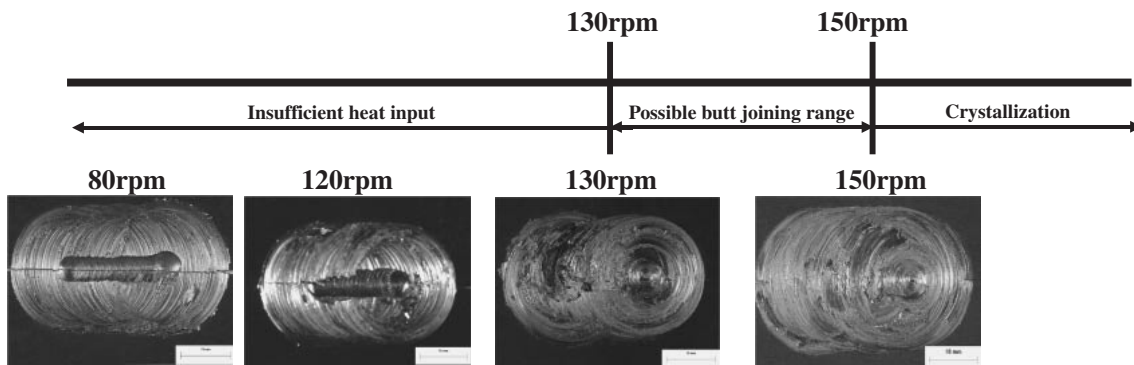 130rpm 150rpm
Insufficient heat input Possible butt joining range Crystallization
80rpm 120rpm 130rpm 150rpm
10 mm